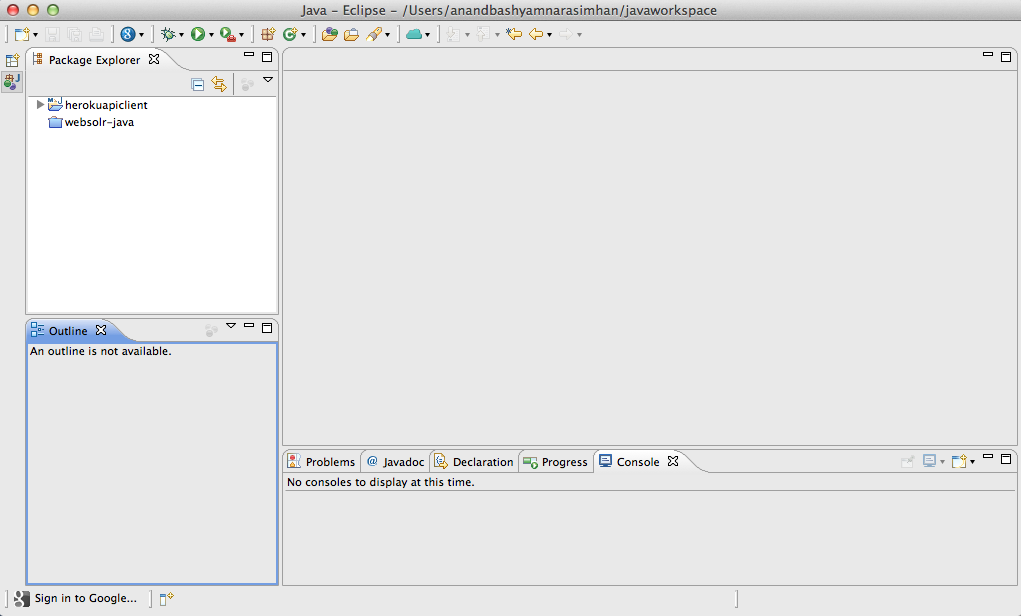 Java – Eclipse – /Users/anandbashyamnarasimhan/javaworkspace
Package Explorer
herokuapiclient
websolr-java
Outline
An outline is not available.
Problems @ Javadoc Declaration Progress Console
No consoles to display at this time.
Sign in to Google...